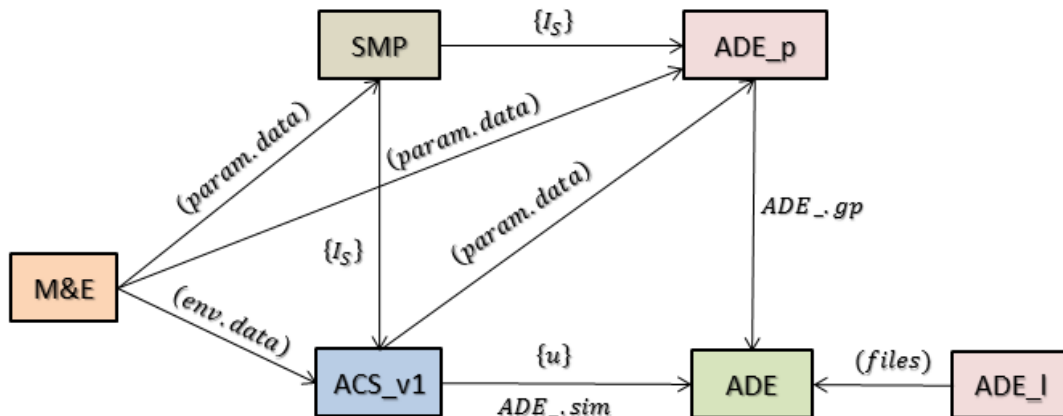 SMP
{I_S}
ADE_p
(param. data)
(param. data)
(param. data)
ADE_. gp
{I_S}
M&E
(env. data)
ACS_v1
{u}
ADE_. sim
ADE
(files)
ADE_l